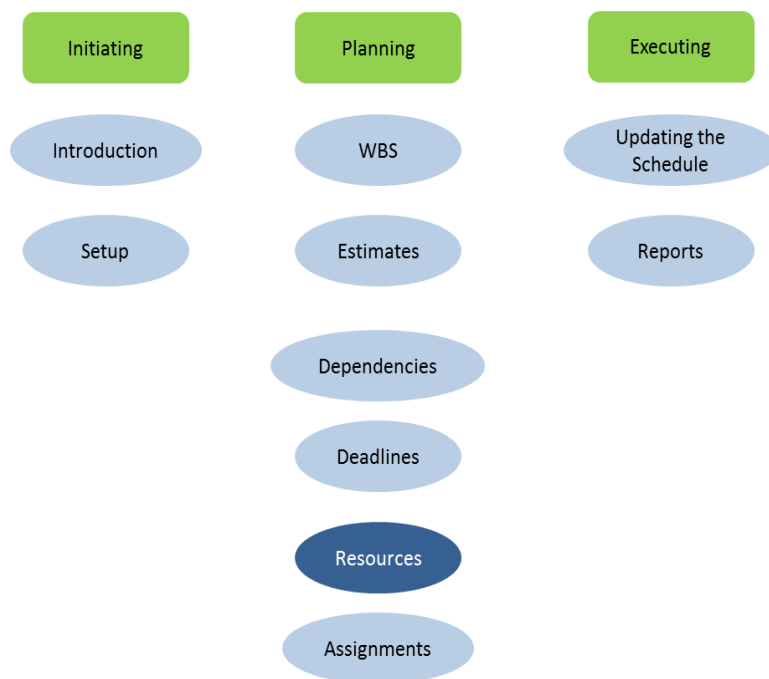 Initiating
Planning
Executing
Introduction
WBS
Updating the
Schedule
Setup
Estimates
Reports
Dependencies
Deadlines
Resources
Assignments